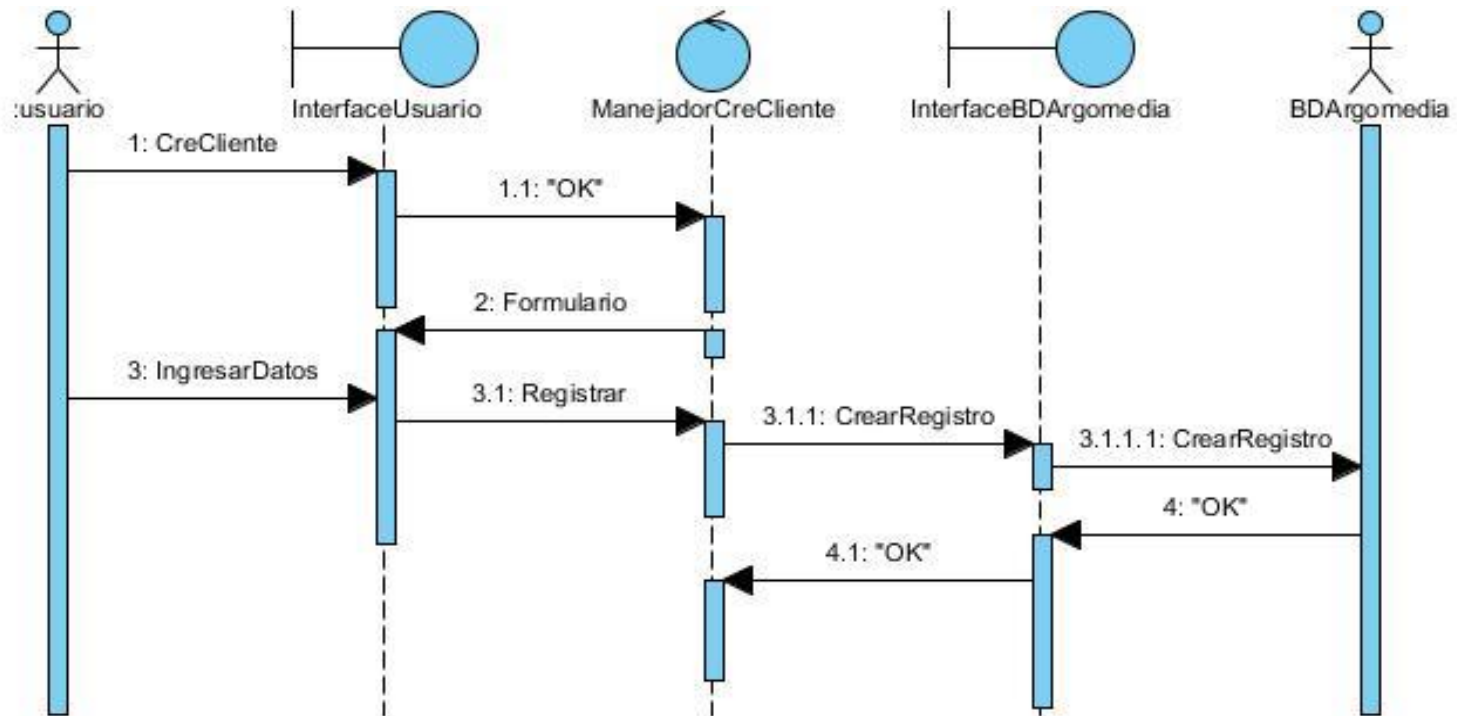 :usuario
InterfaceUsuario
ManejadorCreCliente
InterfaceBDArgomedia
BDArgomedia
1: CreCliente
1.1: "OK"
2: Formulario
3: IngresarDatos
3.1: Registrar
3.1.1: CrearRegistro
3.1.1.1: CrearRegistro
4: "OK"
4.1: "OK"